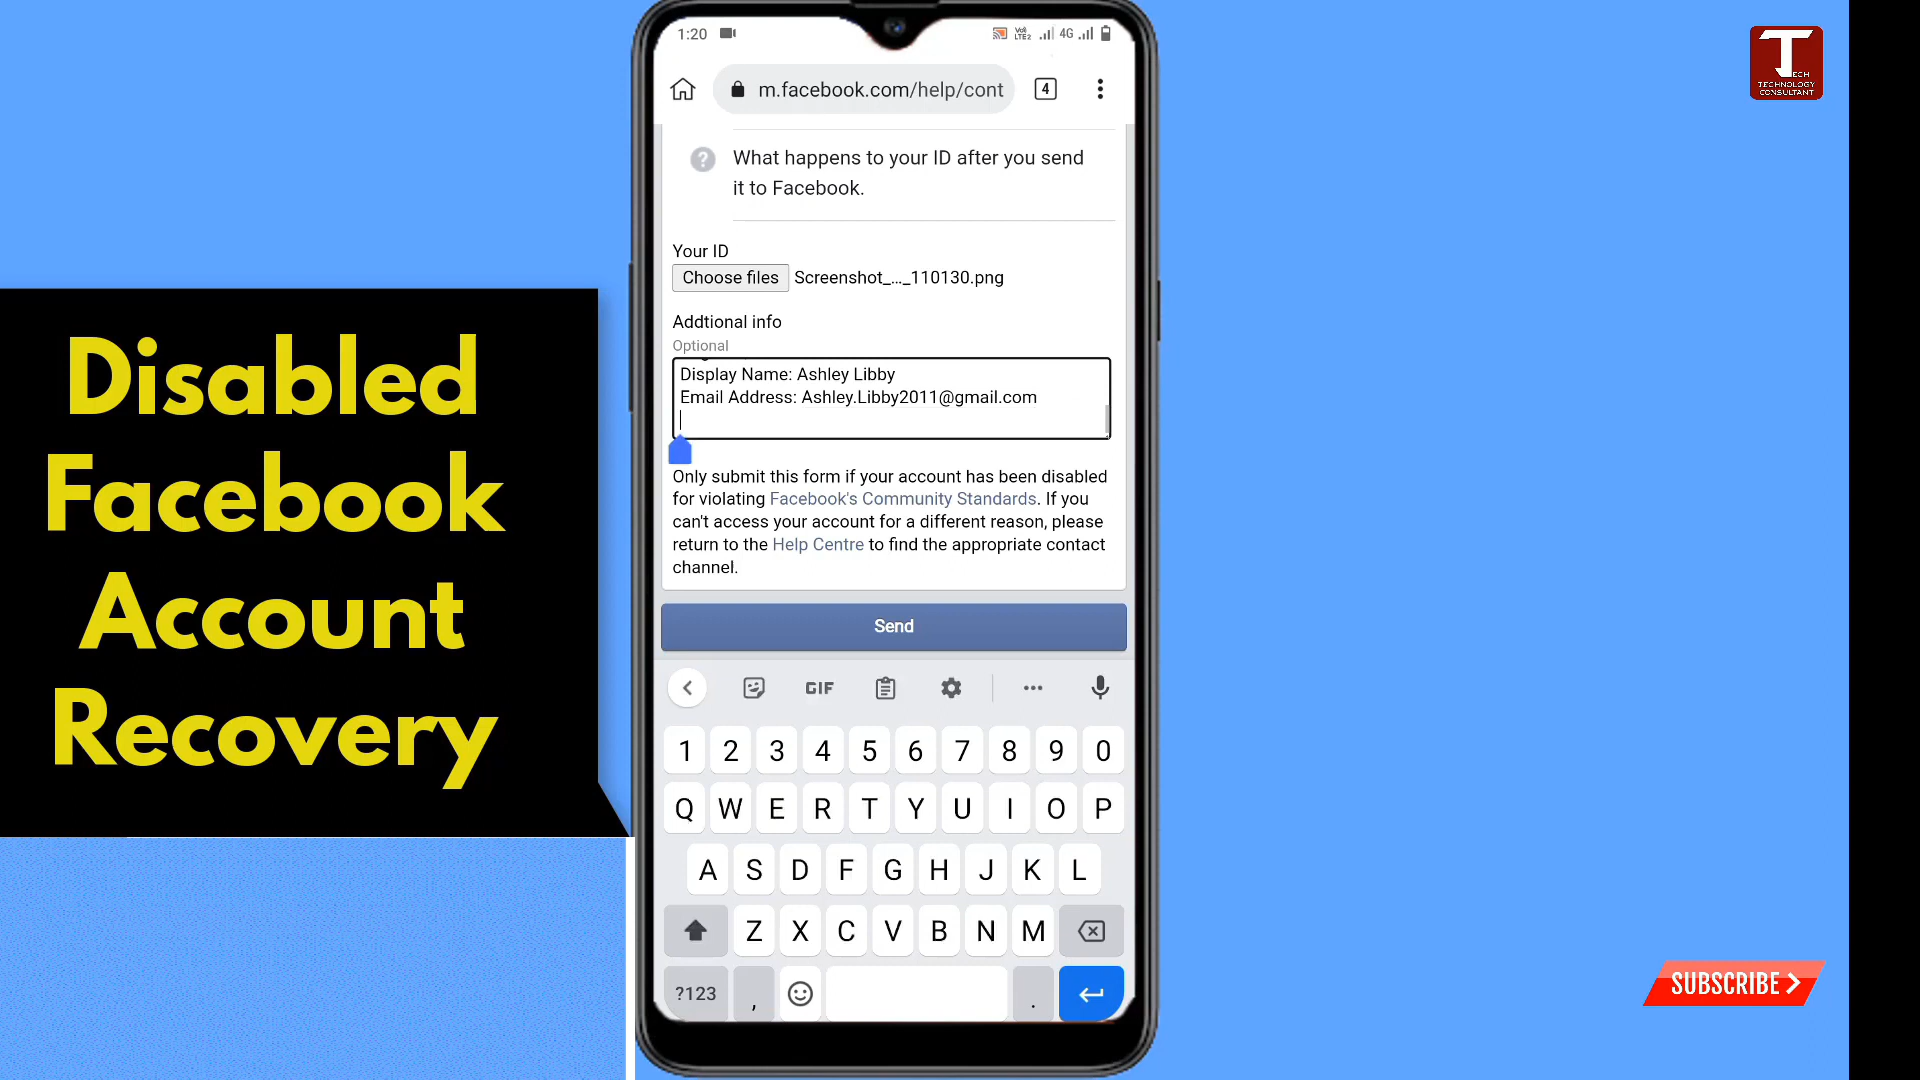 1:20
Vo)
LTE2
4G
m.facebook.com/help/cont
4
TECH
TECHNOLOGY
CONSULTANT
What happens to your ID after you send
it to Facebook.
Your ID
Choose files Screenshot_..._110130.png
Addtional info
Optional
Display Name: Ashley Libby
Email Address: Ashley.Libby2011@gmail.com
Only submit this form if your account has been disabled
for violating Facebook's Community Standards. If you
can't access your account for a different reason, please
return to the Help Centre to find the appropriate contact
channel.
Send
Disabled
Facebook
Account
Recovery
GIF
1 2 3 4 5 6 7 8 9 0
Q W E R T Y U I O P
A S D F G H J K L
Z X C V B N M
?123 , .
SUBSCRIBE